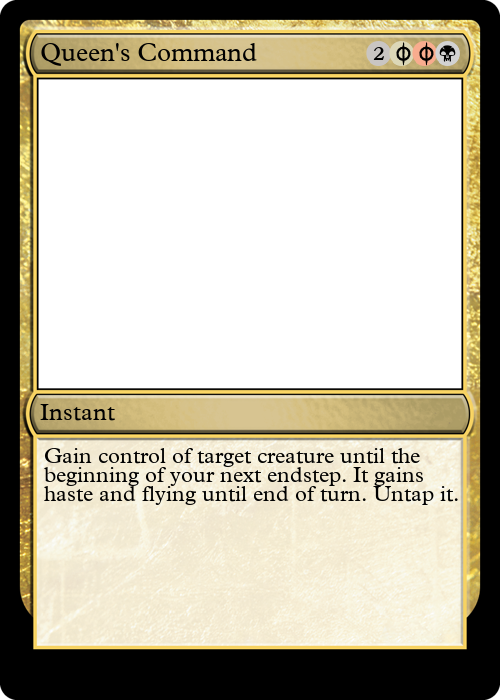 Queen's Command 2
Instant
Gain control of target creature until the
beginning of your next endstep. It gains
haste and flying until end of turn. Untap it.